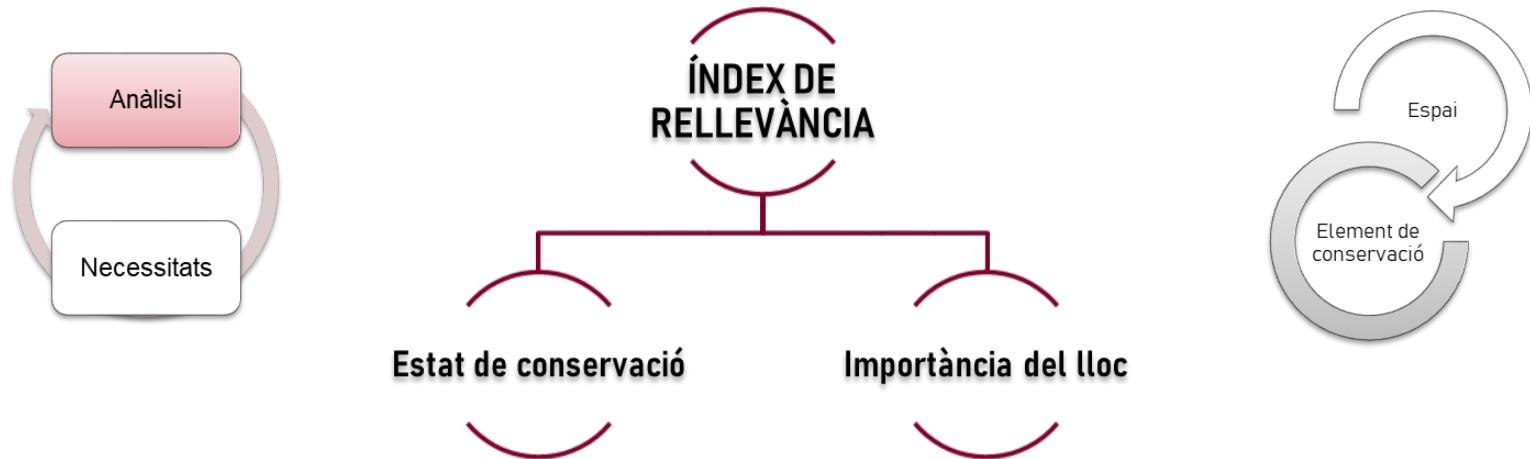 Anàlisi
Necessitats
ÍNDEX DE
RELLEVÀNCIA
Estat de conservació
Importància del lloc
Espai
Element de
conservació